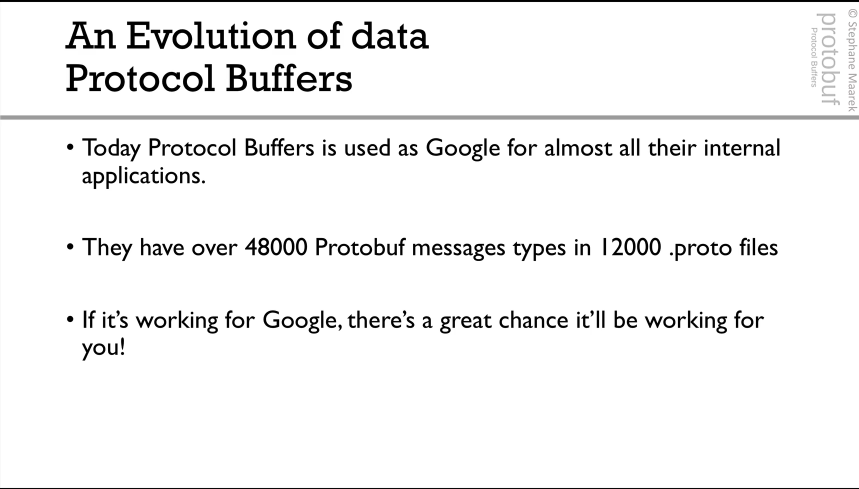 An Evolution of data
Protocol Buffers
© Stephane Maarek
protobuf
Protocol Buffers
• Today Protocol Buffers is used as Google for almost all their internal
applications.
• They have over 48000 Protobuf messages types in 12000 .proto files
• If it’s working for Google, there’s a great chance it’ll be working for
you!